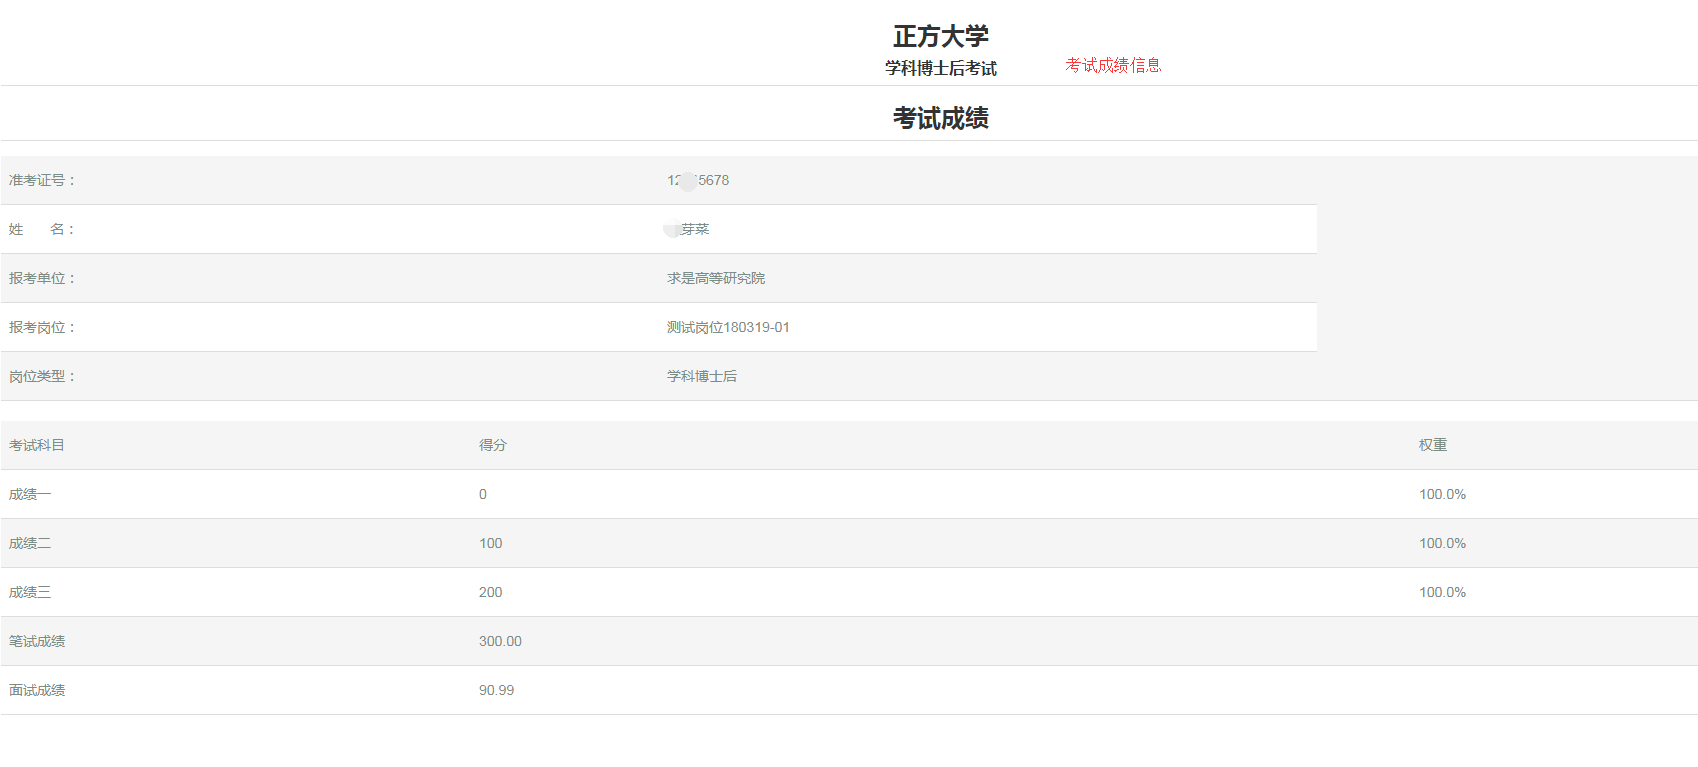 正方大学
学科博士后考试 考试成绩信息
考试成绩
准考证号： 12 5678
姓 名： 芽菜
报考单位： 求是高等研究院
报考岗位： 测试岗位180319-01
岗位类型： 学科博士后
考试科目 得分 权重
成绩一 0 100.0%
成绩二 100 100.0%
成绩三 200 100.0%
笔试成绩 300.00
面试成绩 90.99